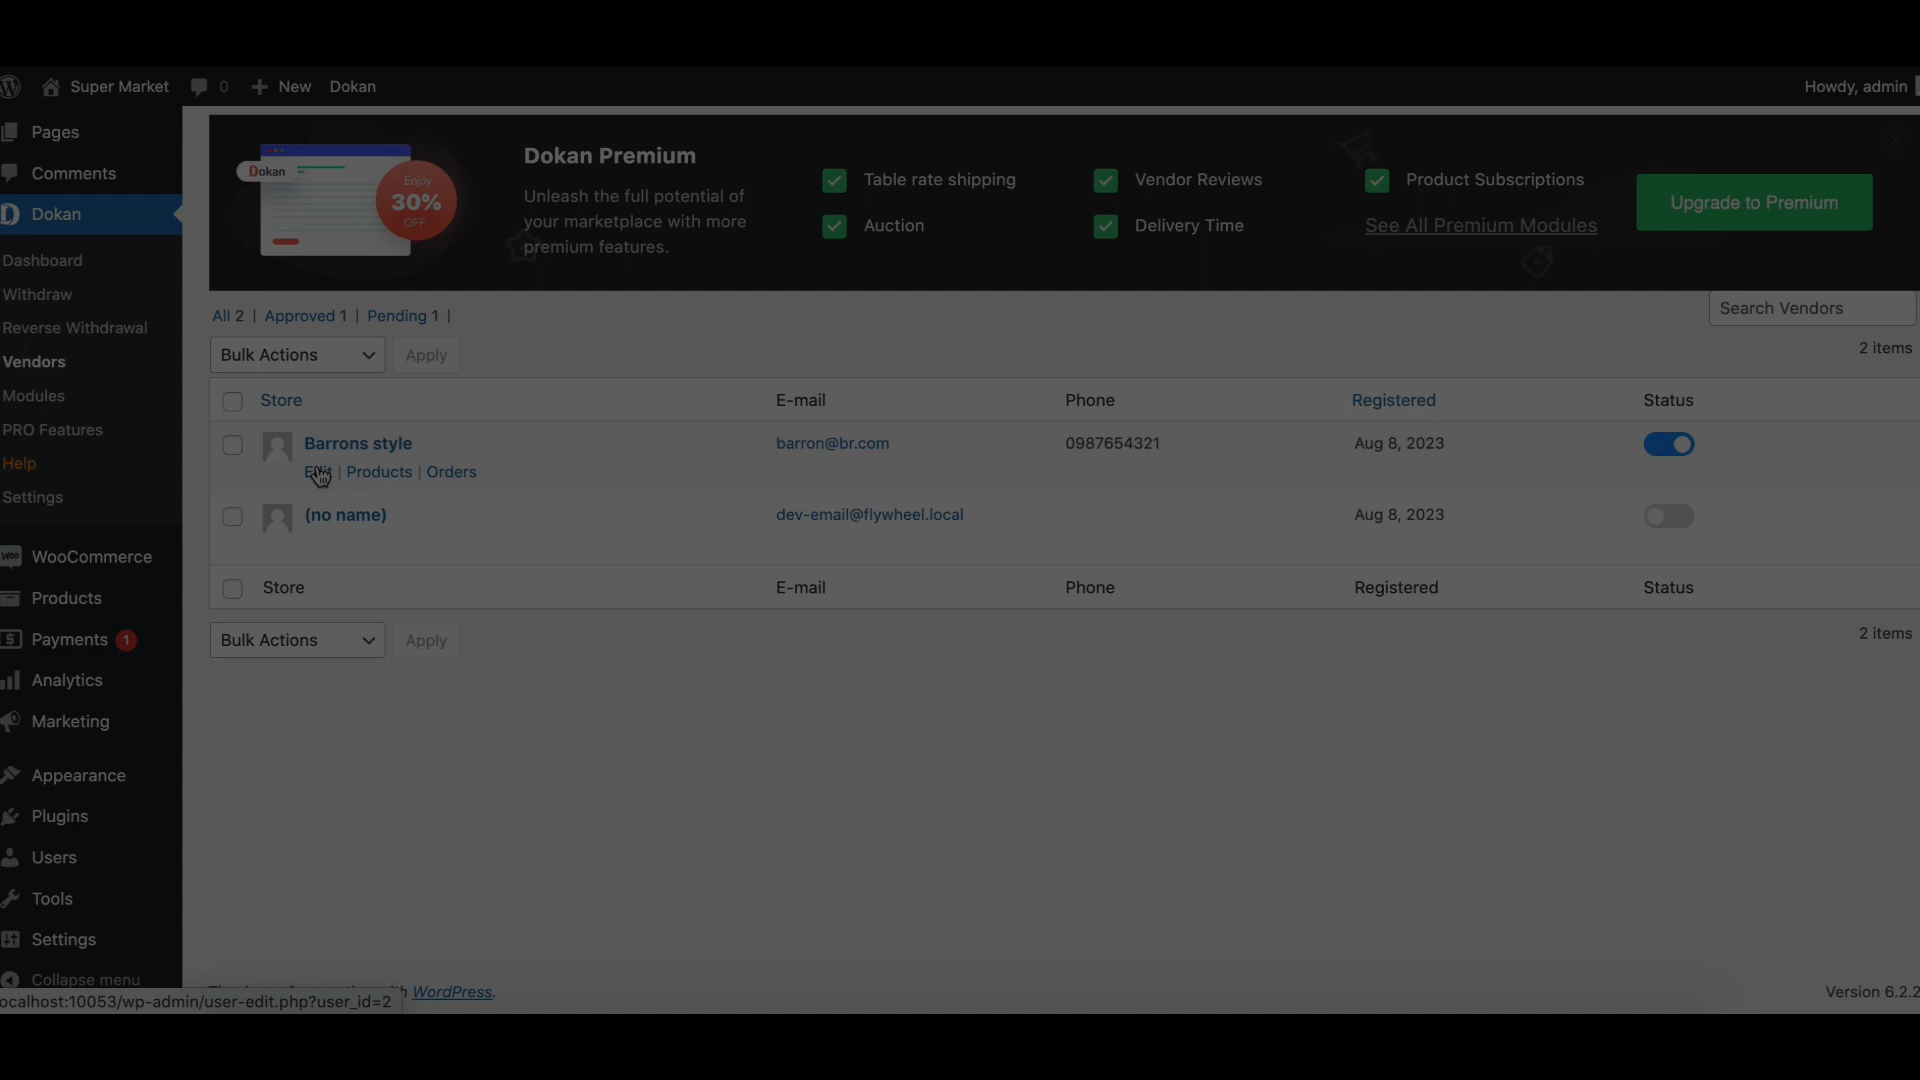 Super Market 0 New Dokan Howdy, admin
Pages
Comments
Dokan
Dashboard
Withdraw
Reverse Withdrawal
Vendors
Modules
PRO Features
Help
Settings
WooCommerce
Products
Payments 1
Analytics
Marketing
Appearance
Plugins
Users
Tools
Settings
Collapse menu
Dokan
Enjoy
30%
OFF
Dokan Premium
Unleash the full potential of
your marketplace with more
premium features.
Table rate shipping
Vendor Reviews
Product Subscriptions
Auction
Delivery Time
See All Premium Modules
Upgrade to Premium
All 2 | Approved 1 | Pending 1 |
Search Vendors
Bulk Actions Apply
2 items
Store E-mail Phone Registered Status
Barrons style barron@br.com 0987654321 Aug 8, 2023
Edit | Products | Orders
(no name) dev-email@flywheel.local Aug 8, 2023
Store E-mail Phone Registered Status
Bulk Actions Apply
2 items
WordPress.
Version 6.2.2
ocalhost:10053/wp-admin/user-edit.php?user_id=2